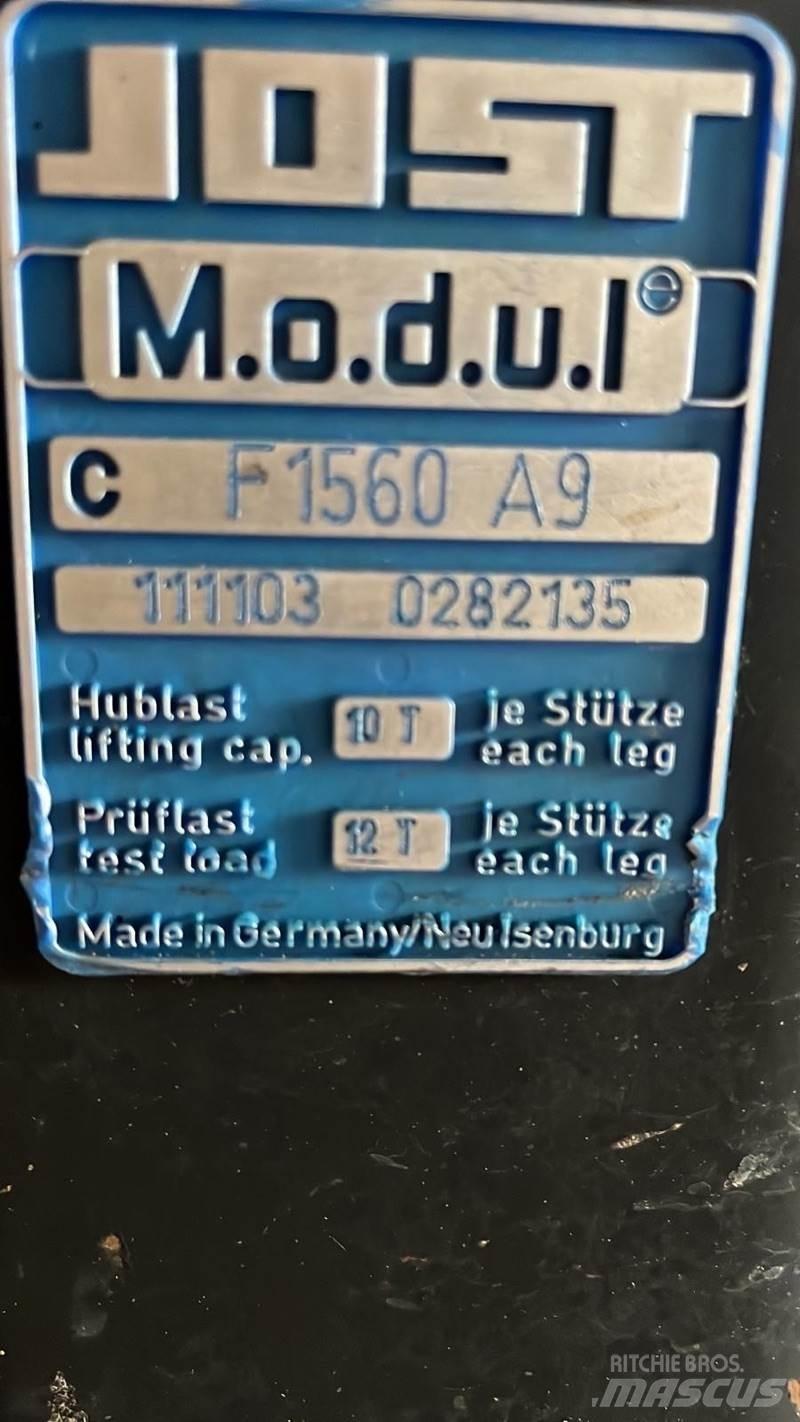 JOST
M.o.d.u.l e
C F1560 A9
111103 0282135
Hublast 10 T je Stütze
lifting cap. each leg
Prüflast 12 T je Stütze
test load each leg
Made in Germany/Neu Isenburg
RITCHIE BROS.
MASCUS